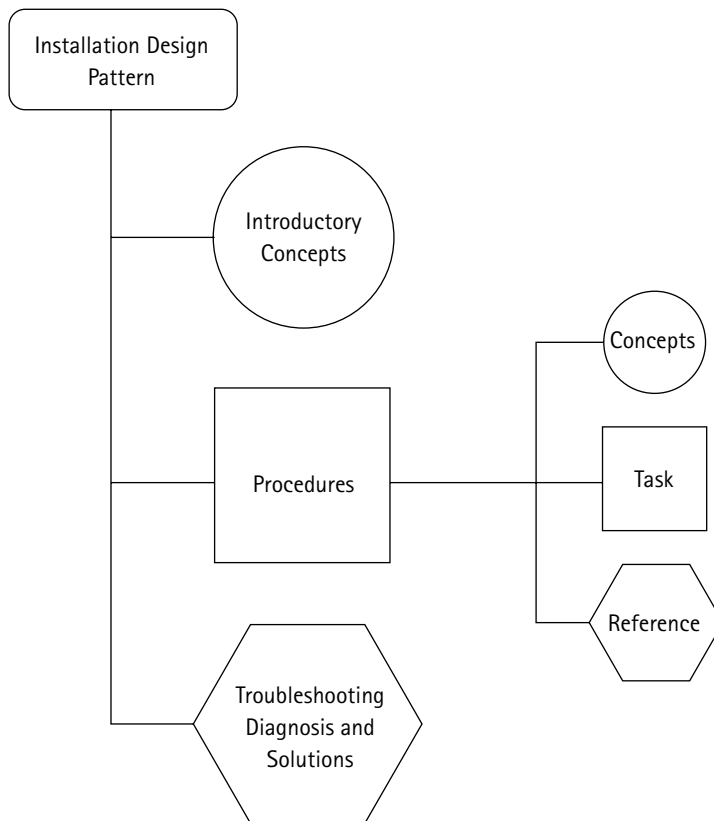 Installation Design
Pattern
Introductory
Concepts
Concepts
Procedures
Task
Reference
Troubleshooting
Diagnosis and
Solutions